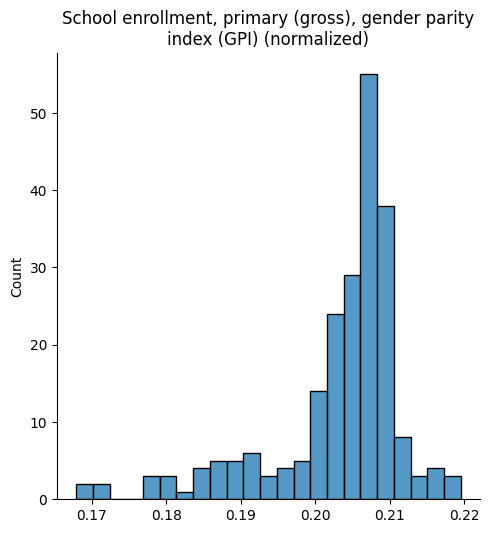 School enrollment, primary (gross), gender parity
index (GPI) (normalized)
50
40
30
20
10
0
Count
0.17 0.18 0.19 0.20 0.21 0.22